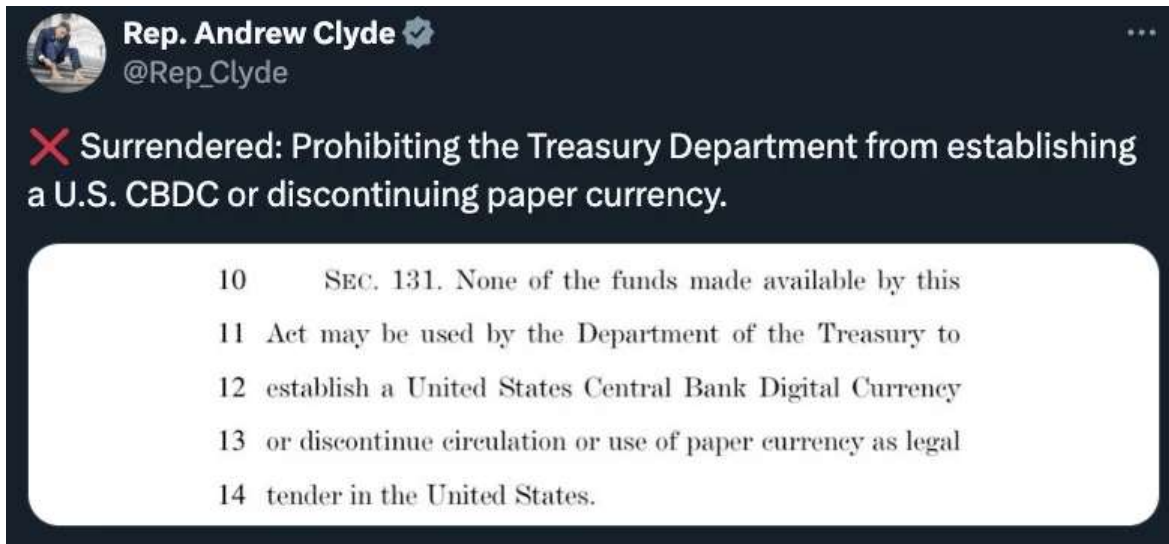 Rep. Andrew Clyde
@Rep_Clyde
❌ Surrendered: Prohibiting the Treasury Department from establishing
a U.S. CBDC or discontinuing paper currency.
10 SEC. 131. None of the funds made available by this
11 Act may be used by the Department of the Treasury to
12 establish a United States Central Bank Digital Currency
13 or discontinue circulation or use of paper currency as legal
14 tender in the United States.